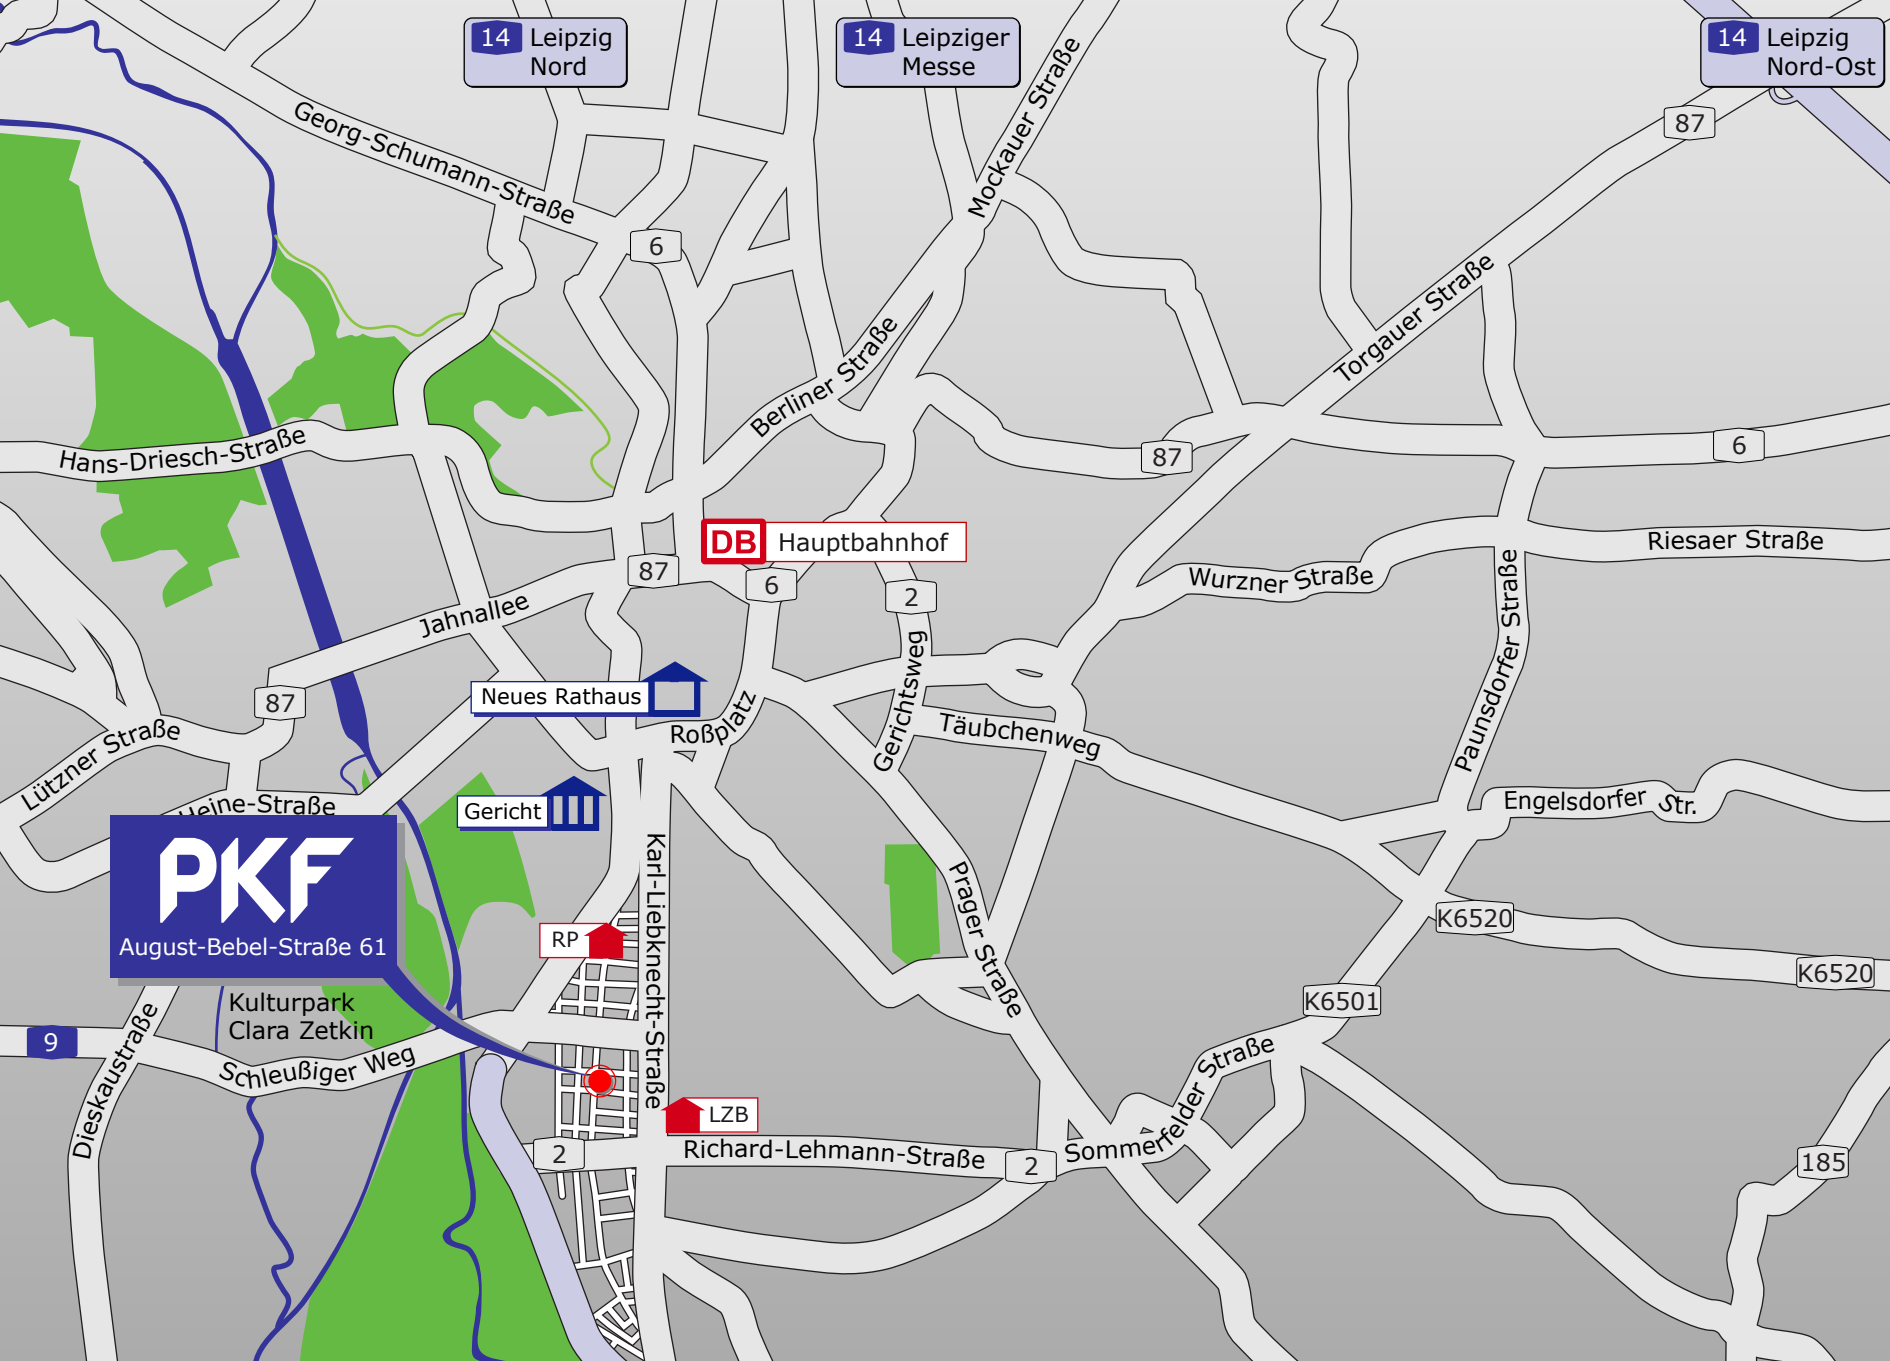 14 Leipzig
Nord
14 Leipziger
Messe
14 Leipzig
Nord-Ost
Mockauer Straße
87
Georg-Schumann-Straße
6
Torgauer Straße
Berliner Straße
Hans-Driesch-Straße
87
6
DB Hauptbahnhof
87
6
2
Riesaer Straße
Wurzner Straße
Jahnallee
Paunsdorfer Straße
Gerichtsweg
87
Neues Rathaus
Roßplatz
Täubchenweg
Lützner Straße
Heine-Straße
Gericht
Engelsdorfer Str.
PKF
August-Bebel-Straße 61
Karl-Liebknecht-Straße
Prager Straße
K6520
RP
K6520
Kulturpark
Clara Zetkin
K6501
9
Dieskaustraße
Schleußiger Weg
Sommerfelder Straße
LZB
2
Richard-Lehmann-Straße
2
185